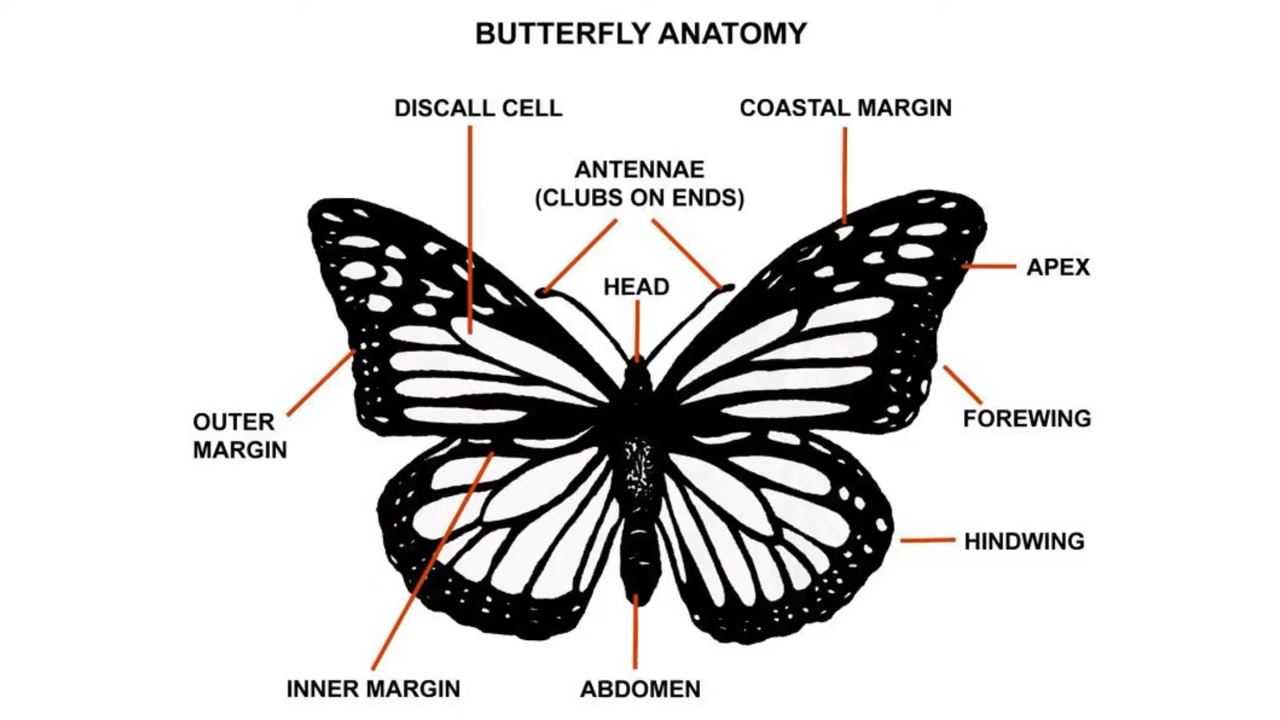 BUTTERFLY ANATOMY
DISCALL CELL
COASTAL MARGIN
ANTENNAE
(CLUBS ON ENDS)
HEAD
APEX
OUTER
MARGIN
FOREWING
HINDWING
INNER MARGIN
ABDOMEN